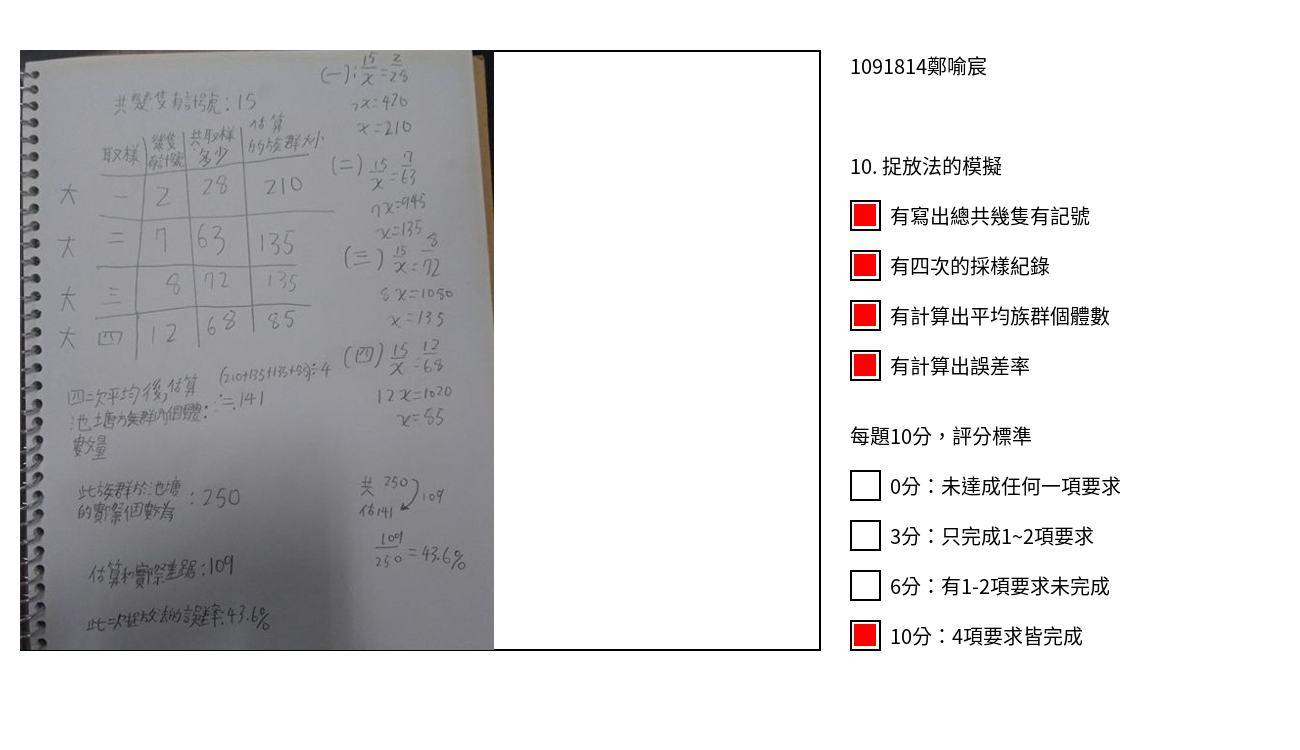 共幾隻有記號：15
取樣 幾隻有記號 共取樣多少 估算的族群大小
大 一 2 28 210
大 二 7 63 135
大 三 8 72 135
大 四 12 68 85
四次平均後,估算 (210+135+135+85)÷4
池塘內族群的個體 ： ≒141
數量
此族群於池塘
的實際個數為 ：250
估算和實際差距：109
此次捉放法的誤差率：43.6%
(一)：15/x=2/28
2x=420
x=210
(二) 15/x=7/63
7x=945
x=135
(三) 15/x=8/72
8x=1080
x=135
(四) 15/x=12/68
12x=1020
x=85
共 250
109
估141
109/250=43.6%
1091814鄭喻宸
10. 捉放法的模擬
有寫出總共幾隻有記號
有四次的採樣紀錄
有計算出平均族群個體數
有計算出誤差率
每題10分，評分標準
0分：未達成任何一項要求
3分：只完成1~2項要求
6分：有1-2項要求未完成
10分：4項要求皆完成